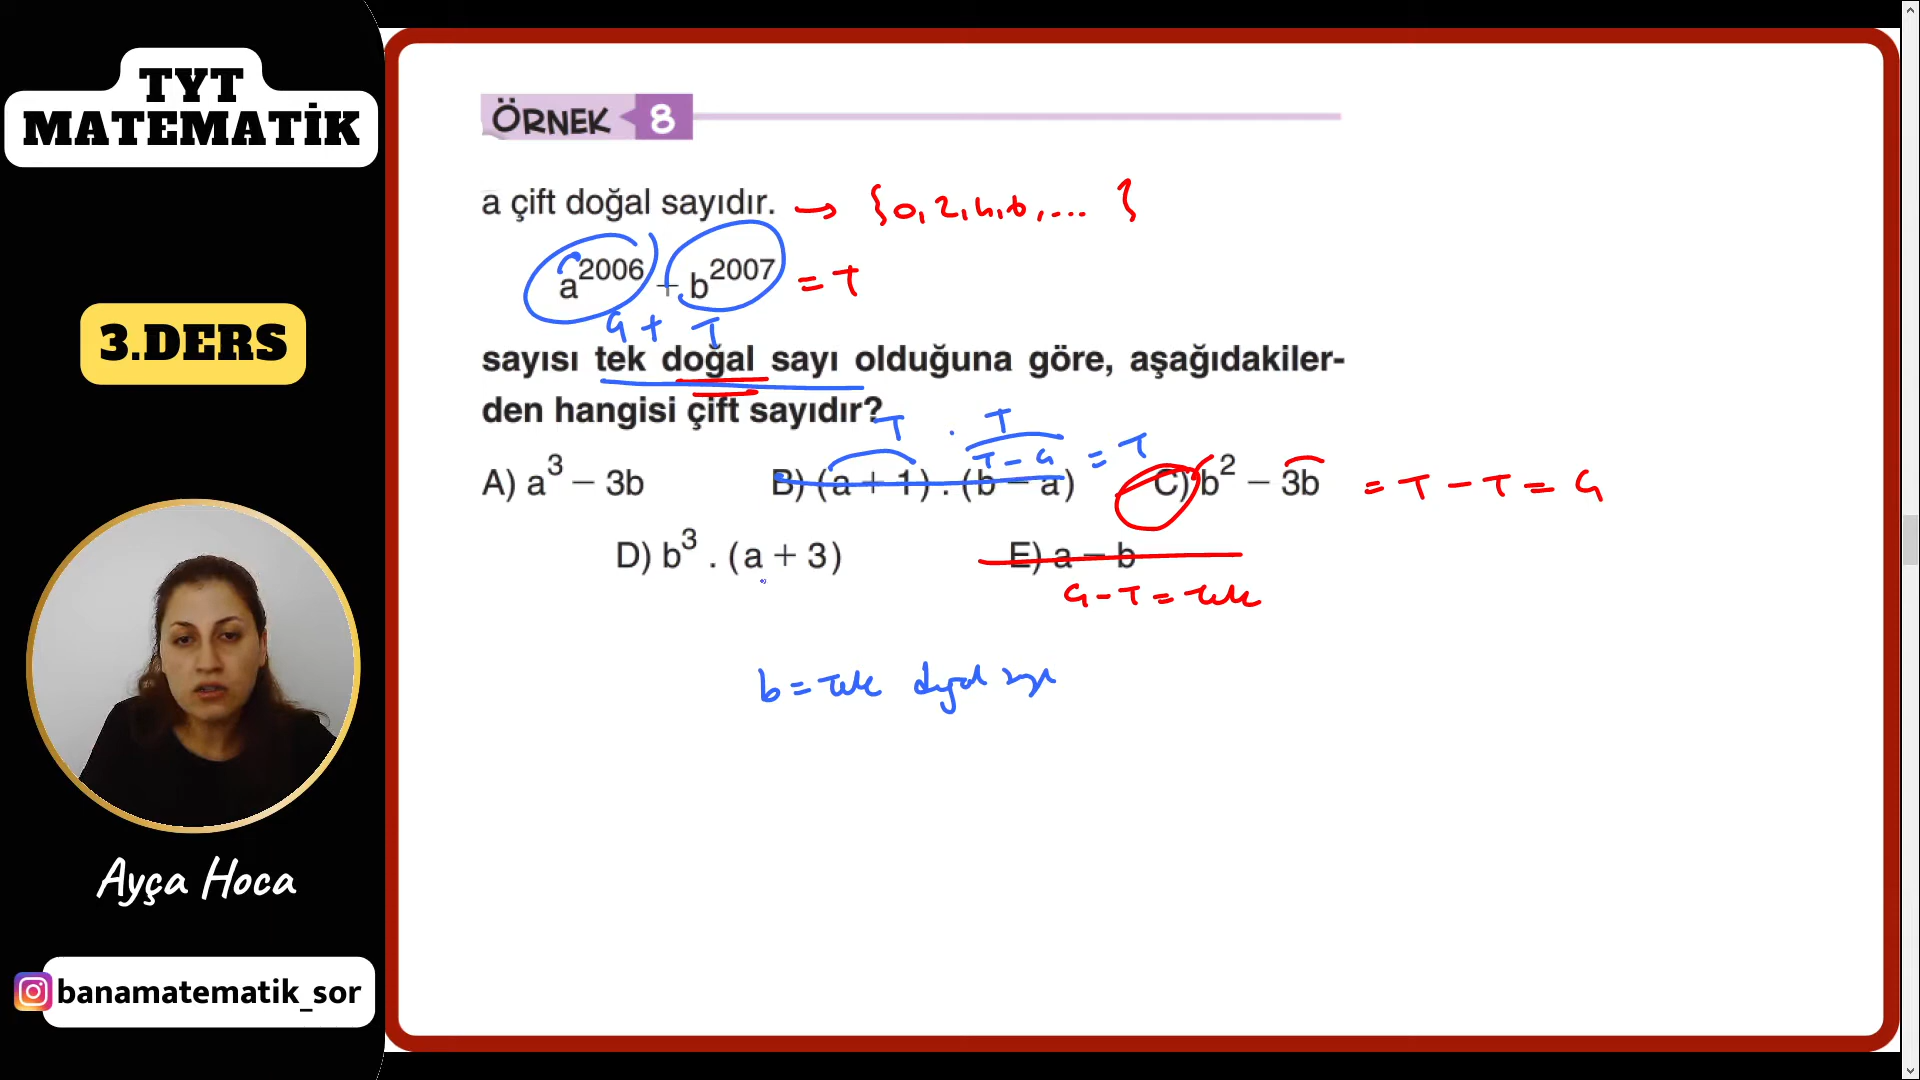 TYT
MATEMATİK
3.DERS
Ayça Hoca
banamatematik_sor
ÖRNEK 8
a çift doğal sayıdır. → {0, 2, 4, 6, ... }
a^2006 + b^2007 = T
Ç + T
sayısı tek doğal sayı olduğuna göre, aşağıdakiler-
den hangisi çift sayıdır?
T . T
T - Ç = T
A) a^3 − 3b B) (a + 1) . (b − a) C) b^2 − 3b = T - T = Ç
D) b^3 . (a + 3) E) a − b
Ç - T = Tek
b = Tek doğal sayı